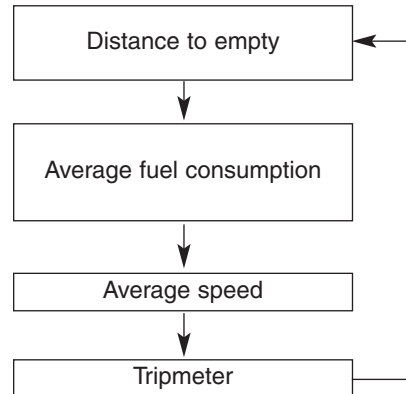 Distance to empty
Average fuel consumption
Average speed
Tripmeter